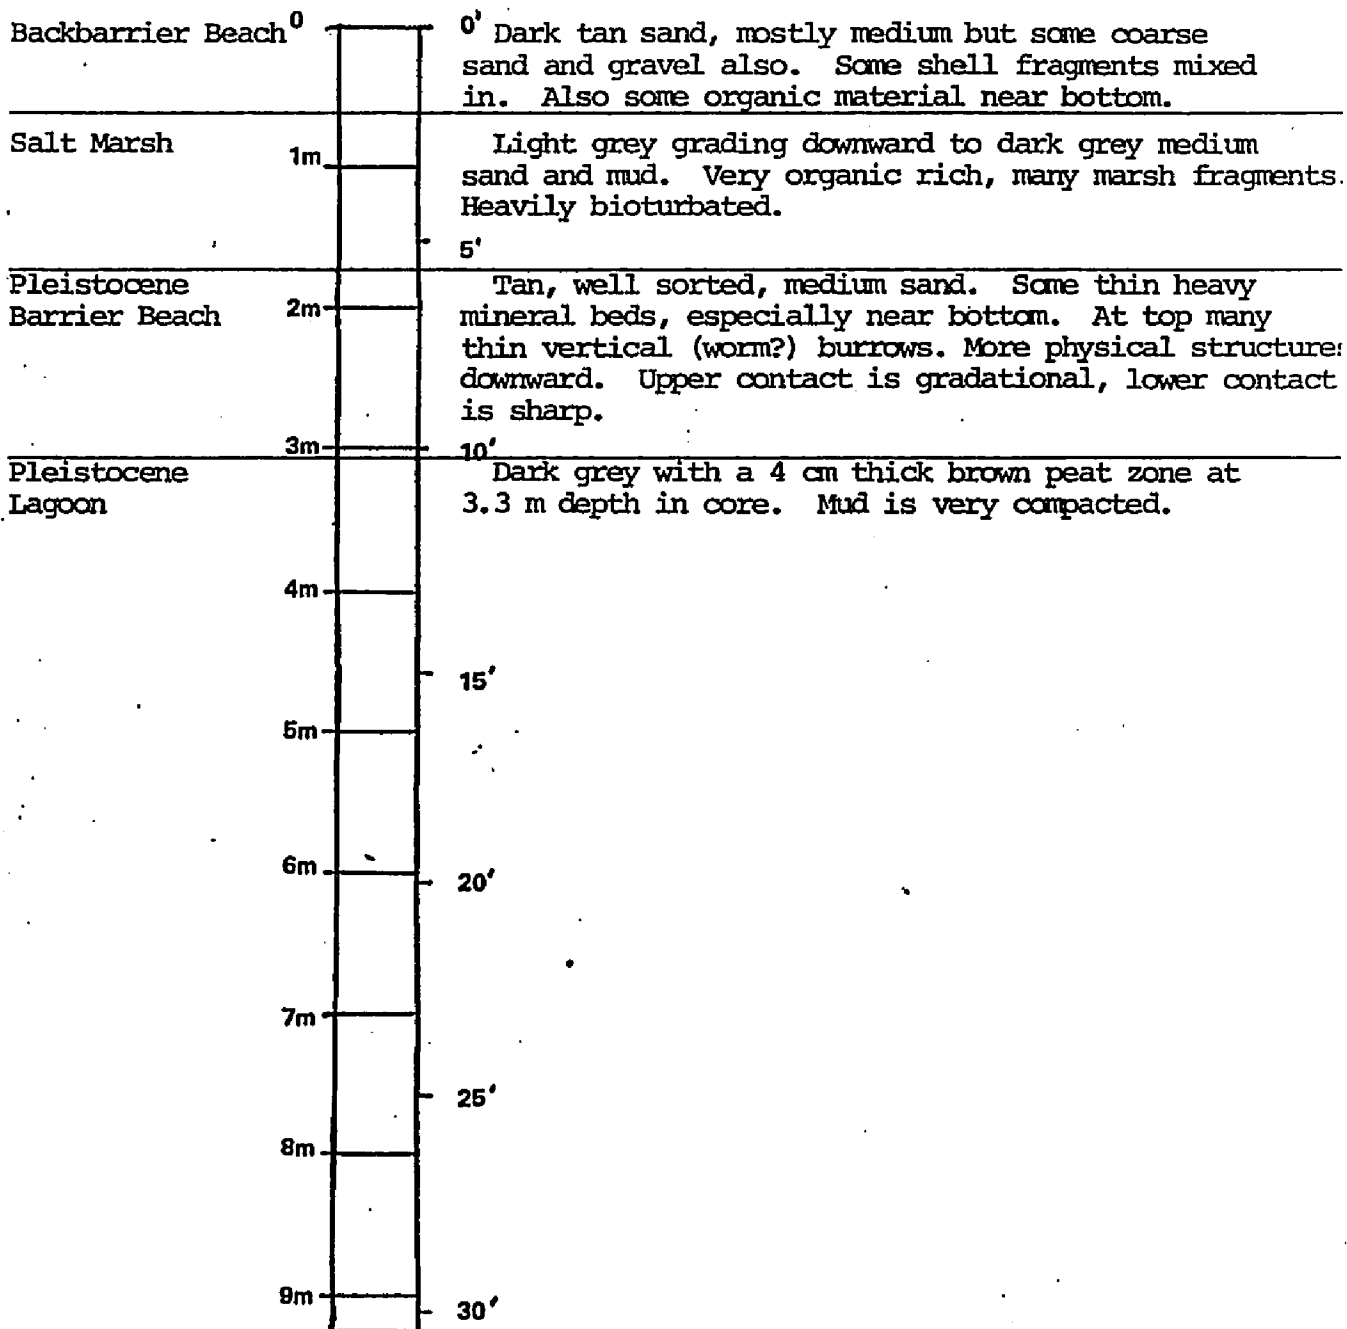 Backbarrier Beach 0 0' Dark tan sand, mostly medium but some coarse
sand and gravel also. Some shell fragments mixed
in. Also some organic material near bottom.
Salt Marsh 1m Light grey grading downward to dark grey medium
sand and mud. Very organic rich, many marsh fragments.
Heavily bioturbated.
5'
Pleistocene Tan, well sorted, medium sand. Some thin heavy
Barrier Beach 2m mineral beds, especially near bottom. At top many
thin vertical (worm?) burrows. More physical structures
downward. Upper contact is gradational, lower contact
is sharp.
3m 10'
Pleistocene Dark grey with a 4 cm thick brown peat zone at
Lagoon 3.3 m depth in core. Mud is very compacted.
4m
15'
5m
6m
20'
7m
25'
8m
9m
30'